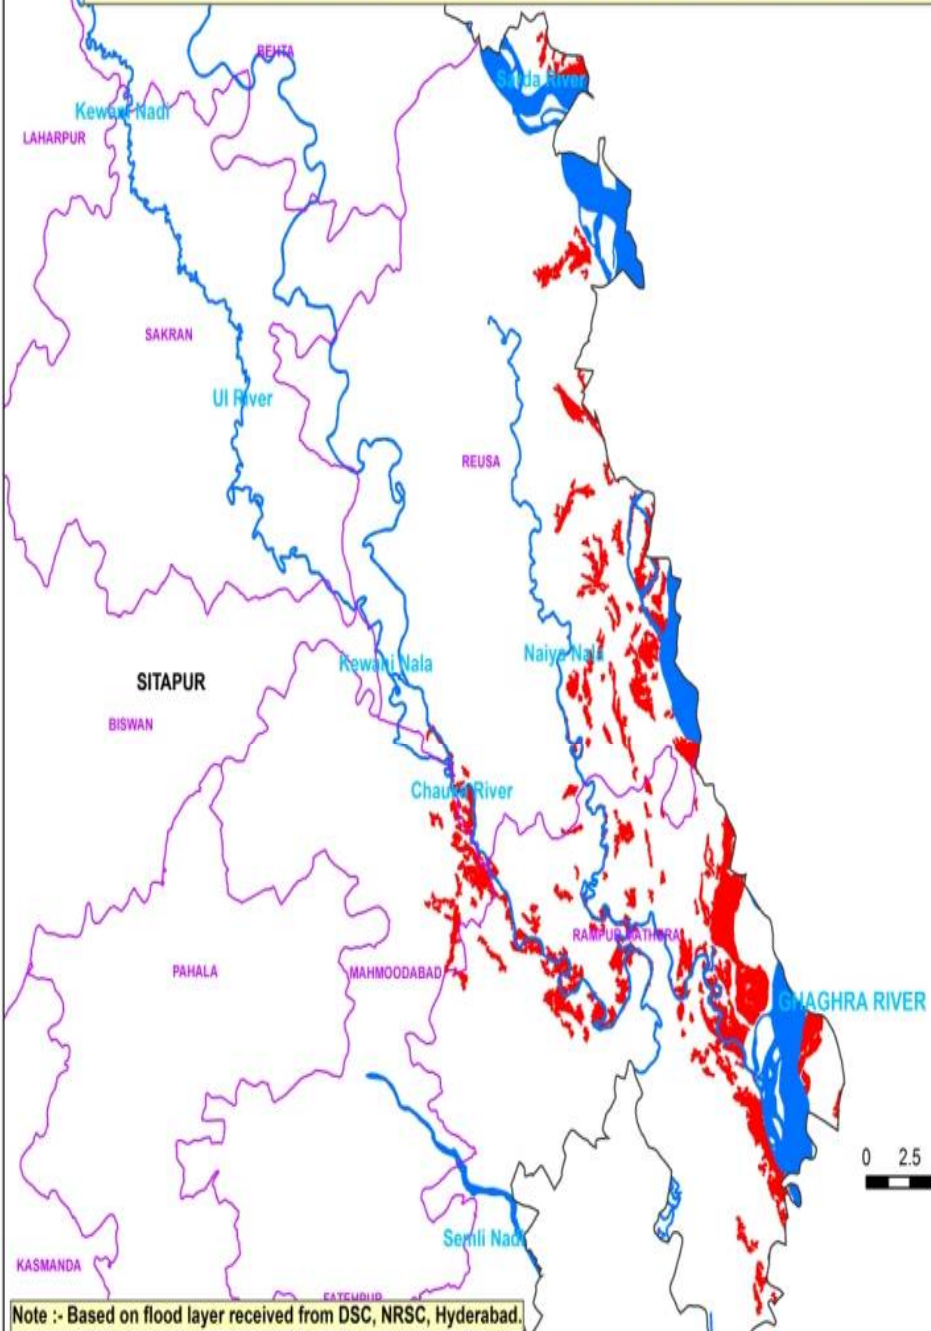 BEHTA
Sarda River
Kewani Nadi
LAHARPUR
SAKRAN
Ul River
REUSA
Kewani Nala
Naiya Nala
SITAPUR
BISWAN
Chauka River
RAMPUR MATHURA
PAHALA
MAHMOODABAD
GHAGHRA RIVER
0 2.5
Semli Nadi
KASMANDA
FATEHPUR
Note :- Based on flood layer received from DSC, NRSC, Hyderabad.